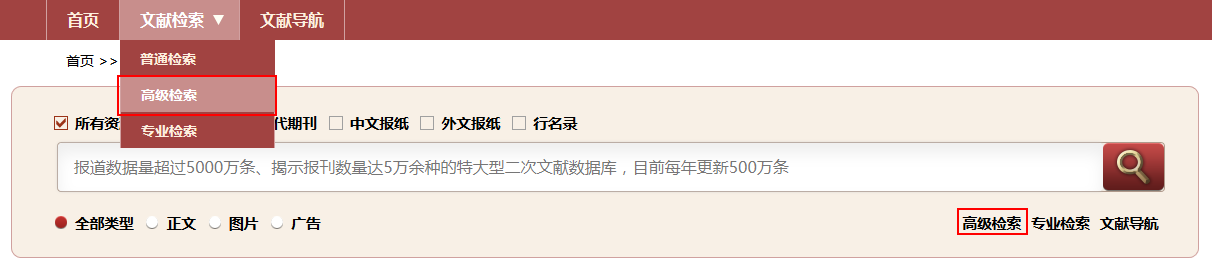 首页 文献检索 ▼ 文献导航
首页 >>
普通检索
高级检索
专业检索
所有资 代期刊 中文报纸 外文报纸 行名录
报道数据量超过5000万条、揭示报刊数量达5万余种的特大型二次文献数据库，目前每年更新500万条
全部类型 正文 图片 广告 高级检索 专业检索 文献导航